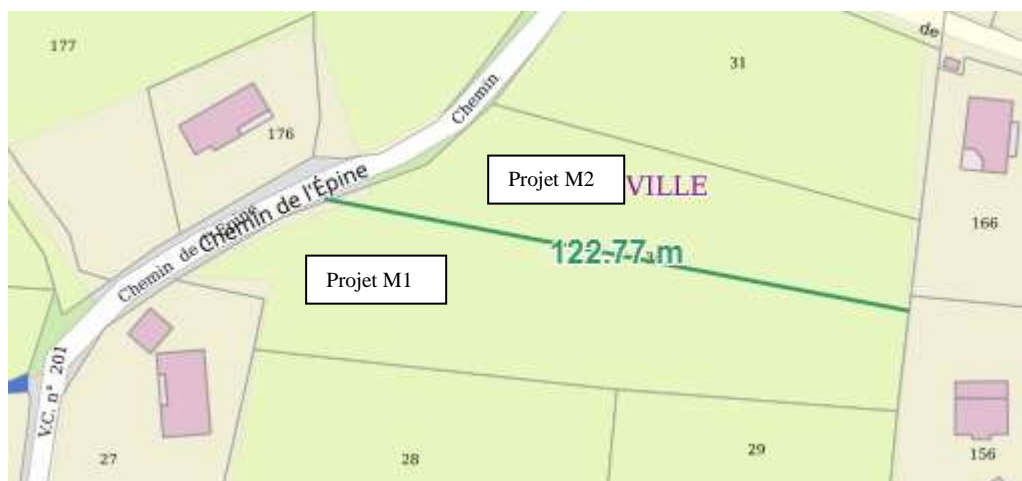 177
de
31
Chemin
176
Projet M2
VILLE
Chemin de l'Épine
166
Chemin de l'Epine
122.77 m
Projet M1
V.C. n° 201
27
28
29
156